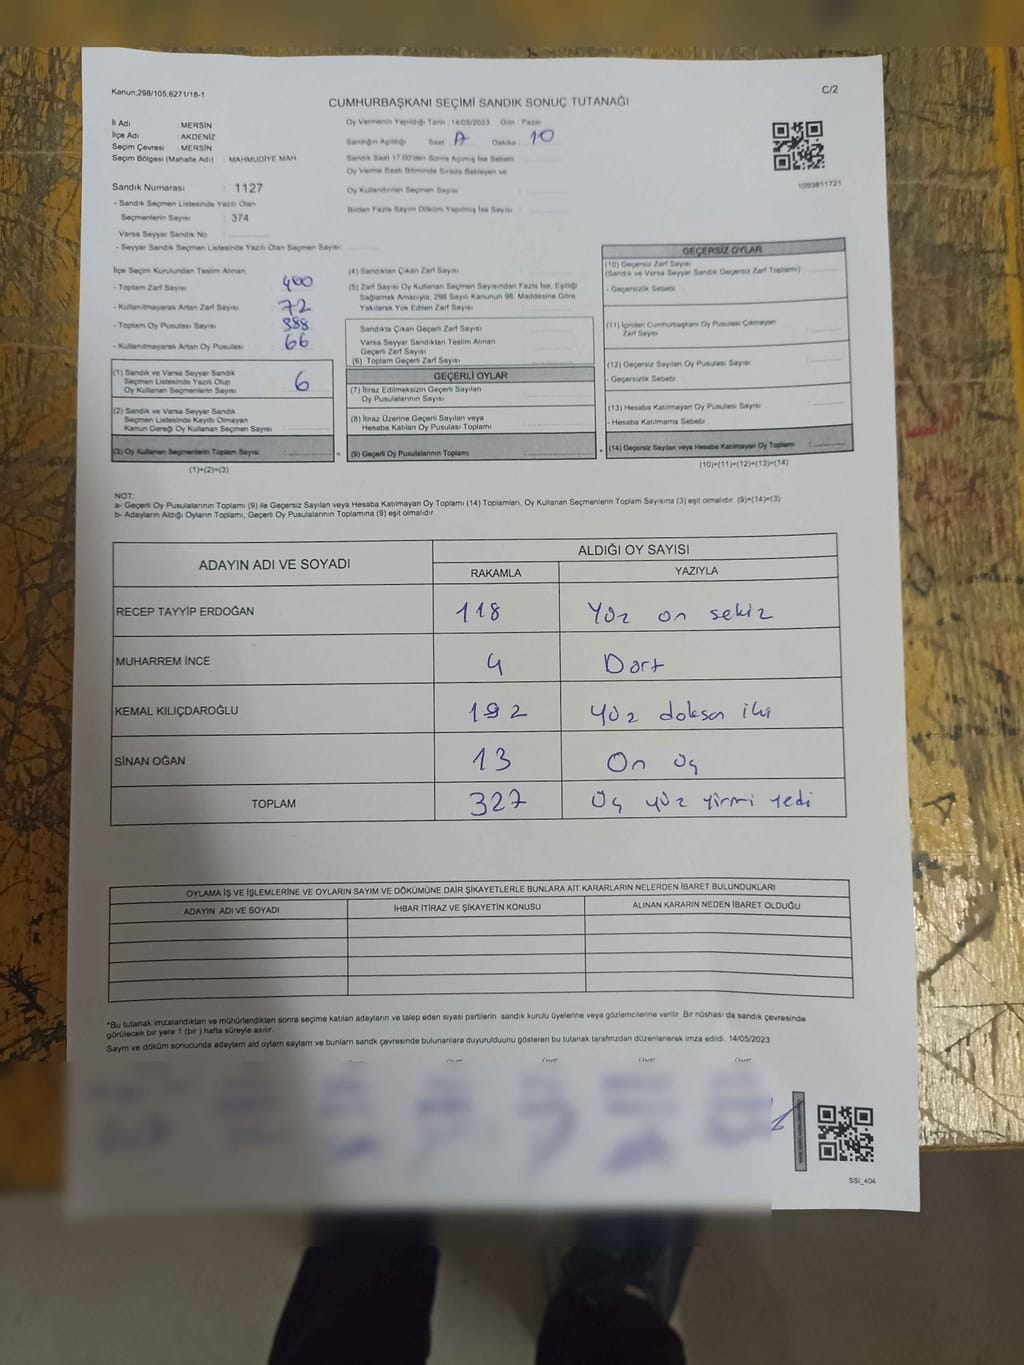 Kanun;298/105;6271/18-1
C/2
CUMHURBAŞKANI SEÇİMİ SANDIK SONUÇ TUTANAĞI
İl Adı : MERSİN
İlçe Adı : AKDENİZ
Seçim Çevresi : MERSİN
Seçim Bölgesi (Mahalle Adı) : MAHMUDİYE MAH.
Oy Vermenin Yapıldığı Tarih : 14/05/2023 Gün : Pazar
Sandığın Açıldığı Saat Dakika : 10
Sandık Saat 17:00'den Sonra Açılmış İse Sebebi
Oy Verme Saati Bitiminde Sırada Bekleyen ve
Oy Kullandırılan Seçmen Sayısı
Birden Fazla Sayım Döküm Yapılmış İse Sayısı
1093811721
Sandık Numarası : 1127
- Sandık Seçmen Listesinde Yazılı Olan
Seçmenlerin Sayısı : 374
Varsa Seyyar Sandık No
- Seyyar Sandık Seçmen Listesinde Yazılı Olan Seçmen Sayısı:
İlçe Seçim Kurulundan Teslim Alınan;
- Toplam Zarf Sayısı 400
- Kullanılmayarak Artan Zarf Sayısı 72
- Toplam Oy Pusulası Sayısı 388
- Kullanılmayarak Artan Oy Pusulası 66
(1) Sandık ve Varsa Seyyar Sandık
Seçmen Listesinde Yazılı Olup
Oy Kullanan Seçmenlerin Sayısı 6
(2) Sandık ve Varsa Seyyar Sandık
Seçmen Listesinde Kayıtlı Olmayan
Kanun Gereği Oy Kullanan Seçmen Sayısı :
(3) Oy Kullanan Seçmenlerin Toplam Sayısı :
(1)+(2)=(3)
(4) Sandıktan Çıkan Zarf Sayısı
(5) Zarf Sayısı Oy Kullanan Seçmen Sayısından Fazla İse, Eşitliği
Sağlamak Amacıyla; 298 Sayılı Kanunun 98. Maddesine Göre
Yakılarak Yok Edilen Zarf Sayısı
Sandıkta Çıkan Geçerli Zarf Sayısı
Varsa Seyyar Sandıktan Teslim Alınan
Geçerli Zarf Sayısı
(6) Toplam Geçerli Zarf Sayısı
GEÇERLİ OYLAR
(7) İtiraz Edilmeksizin Geçerli Sayılan
Oy Pusulalarının Sayısı
(8) İtiraz Üzerine Geçerli Sayılan veya
Hesaba Katılan Oy Pusulası Toplamı
(9) Geçerli Oy Pusulalarının Toplamı
GEÇERSİZ OYLAR
(10) Geçersiz Zarf Sayısı
(Sandık ve Varsa Seyyar Sandık Geçersiz Zarf Toplamı)
- Geçersizlik Sebebi
(11) İçinden Cumhurbaşkanı Oy Pusulası Çıkmayan
Zarf Sayısı
(12) Geçersiz Sayılan Oy Pusulası Sayısı
- Geçersizlik Sebebi
(13) Hesaba Katılmayan Oy Pusulası Sayısı
- Hesaba Katılmama Sebebi
(14) Geçersiz Sayılan veya Hesaba Katılmayan Oy Toplamı
(10)+(11)+(12)+(13)=(14)
NOT:
a- Geçerli Oy Pusulalarının Toplamı (9) ile Geçersiz Sayılan veya Hesaba Katılmayan Oy Toplamı (14) Toplamları, Oy Kullanan Seçmenlerin Toplam Sayısına (3) eşit olmalıdır. (9)+(14)=(3)
b- Adayların Aldığı Oyların Toplamı, Geçerli Oy Pusulalarının Toplamına (9) eşit olmalıdır.
ADAYIN ADI VE SOYADI
ALDIĞI OY SAYISI
RAKAMLA YAZIYLA
RECEP TAYYİP ERDOĞAN 118 Yüz on sekiz
MUHARREM İNCE 4 Dört
KEMAL KILIÇDAROĞLU 192 yüz doksan iki
SİNAN OĞAN 13 On üç
TOPLAM 327 Üç yüz yirmi yedi
OYLAMA İŞ VE İŞLEMLERİNE VE OYLARIN SAYIM VE DÖKÜMÜNE DAİR ŞİKAYETLERLE BUNLARA AİT KARARLARIN NELERDEN İBARET BULUNDUKLARI
ADAYIN ADI VE SOYADI İHBAR İTİRAZ VE ŞİKAYETİN KONUSU ALINAN KARARIN NEDEN İBARET OLDUĞU
*Bu tutanak imzalandıktan ve mühürlendikten sonra seçime katılan adayların ve talep eden siyasi partilerin sandık kurulu üyelerine veya gözlemcilerine verilir. Bir nüshası da sandık çevresinde
görülecek bir yere 1 (bir ) hafta süreyle asılır.
Sayım ve döküm sonucunda adayların ald oyların sayların ve bunların sandk çevresinde bulunanlara duyurulduunu gösteren bu tutanak tarafmzdan düzenlenerek imza edildi. 14/05/2023
SSI_404